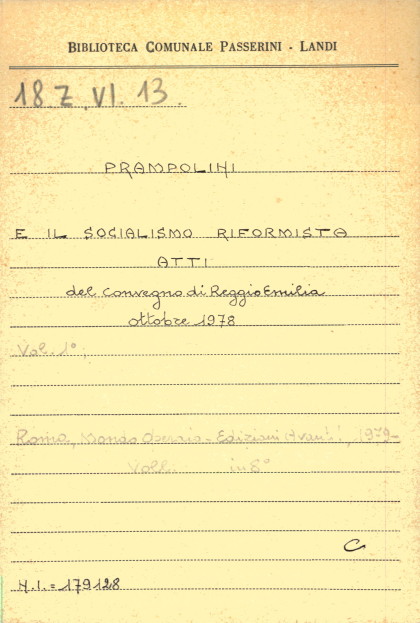 BIBLIOTECA COMUNALE PASSERINI - LANDI
18.Z.VI.13.
PRAMPOLINI
E IL SOCIALISMO RIFORMISTA
ATTI
del Convegno di Reggio Emilia
ottobre 1978
Vol. 1°
Roma, Mondo Operaio - Edizioni Avanti!, 1979-
Voll. in 8°
C
N.I.=179128